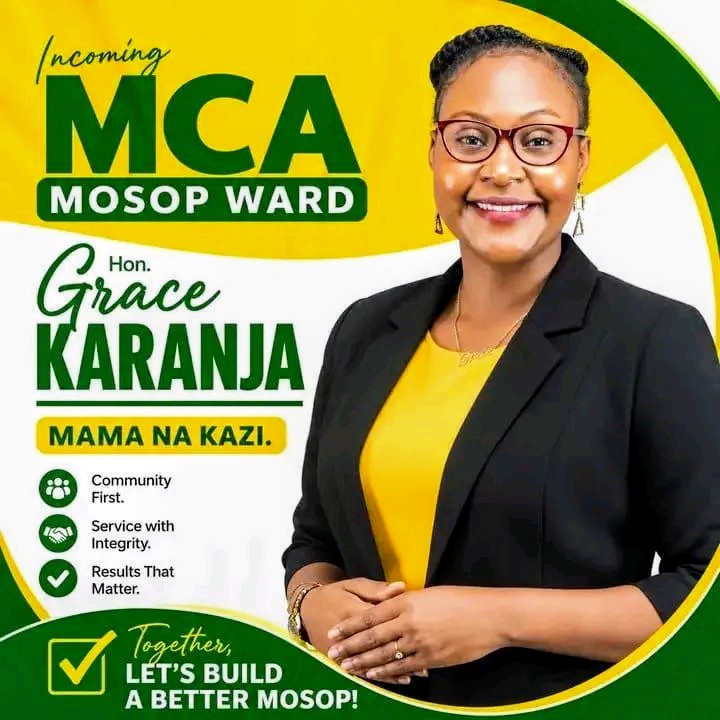 Incoming
MCA
MOSOP WARD
Hon.
Grace
KARANJA
MAMA NA KAZI.
Community
First.
Service with
Integrity.
Results That
Matter.
Together,
LET'S BUILD
A BETTER MOSOP!
Grace